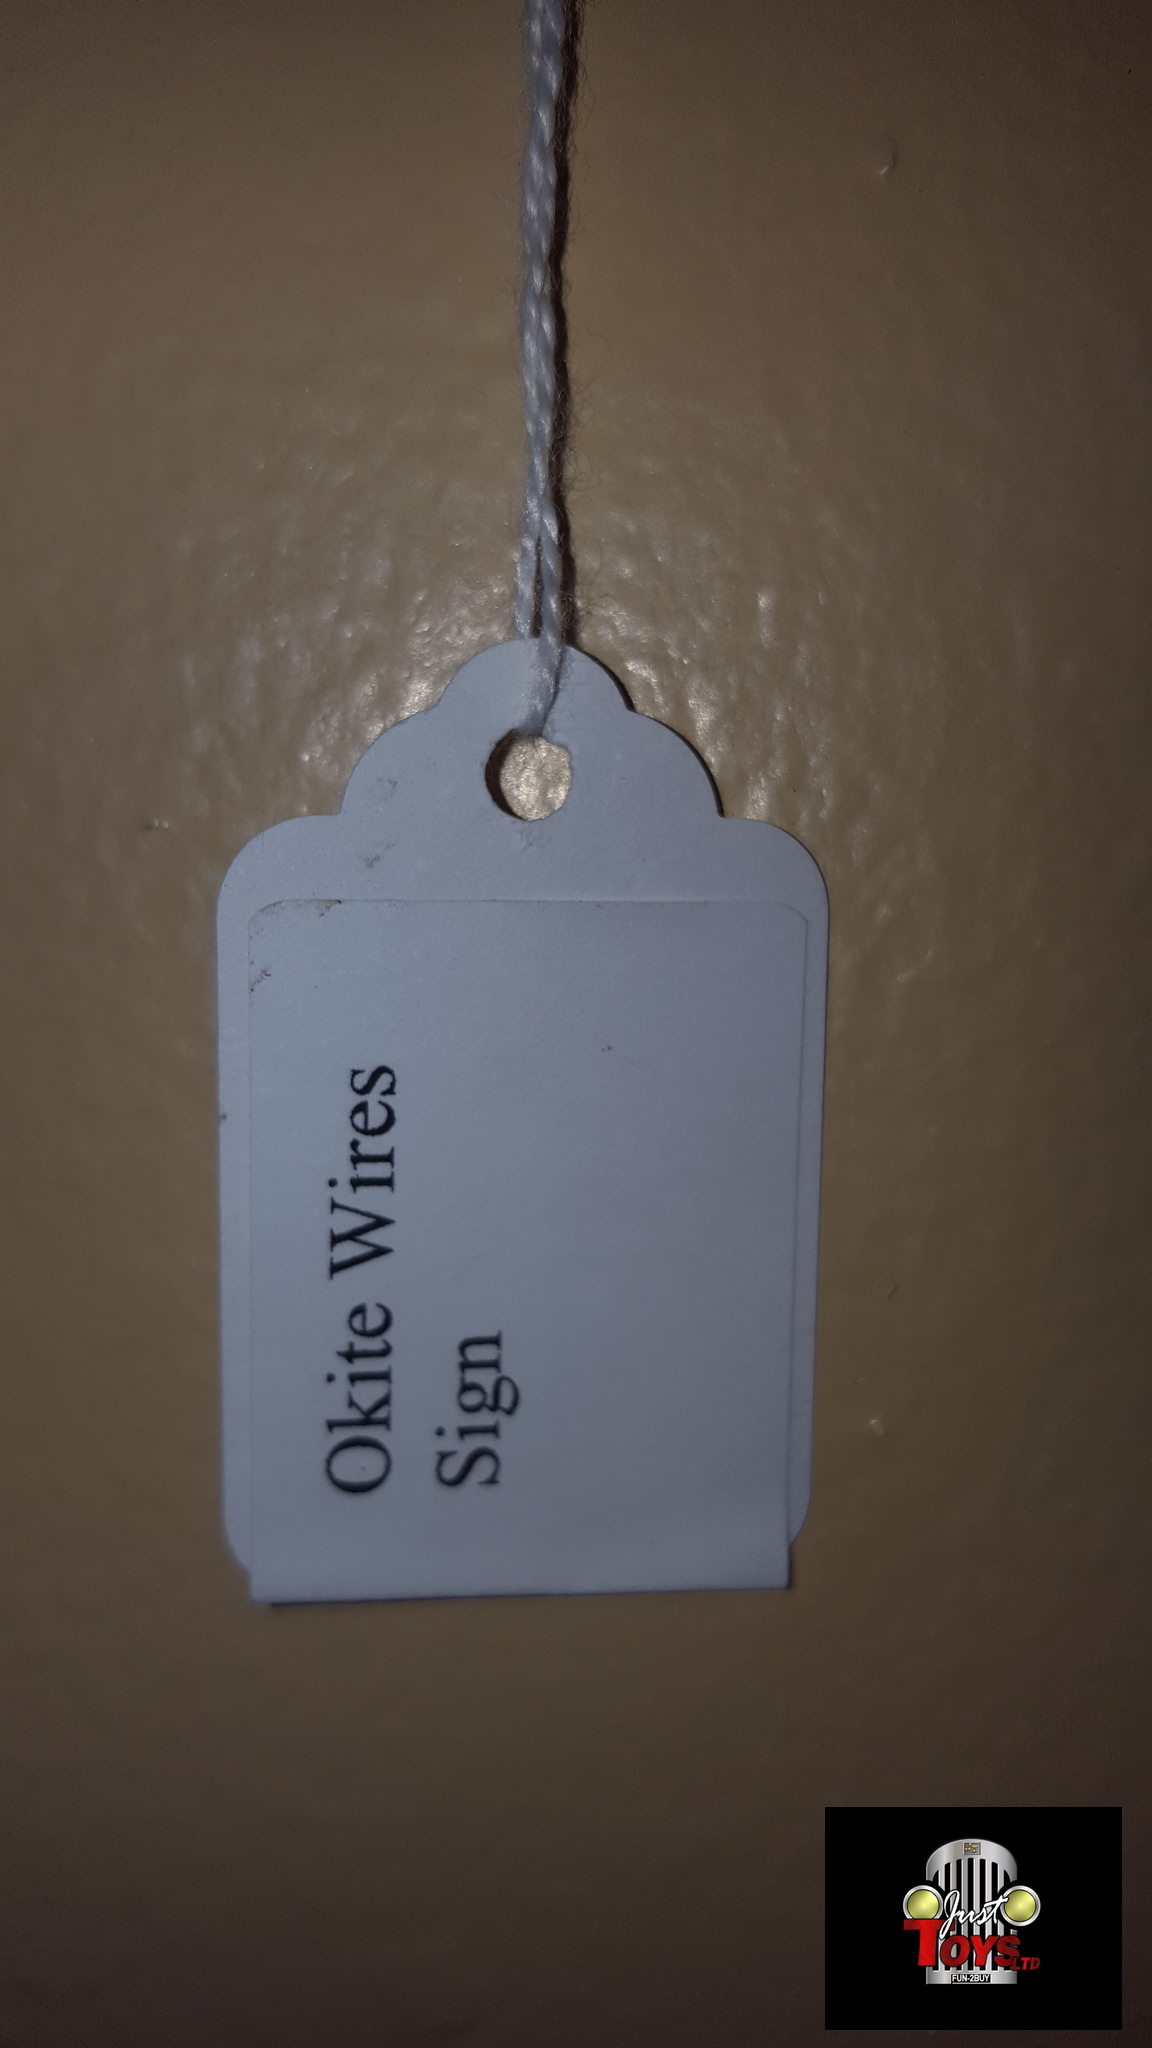 Okite Wires
Sign
Just
TOYS LTD
FUN-2BUY